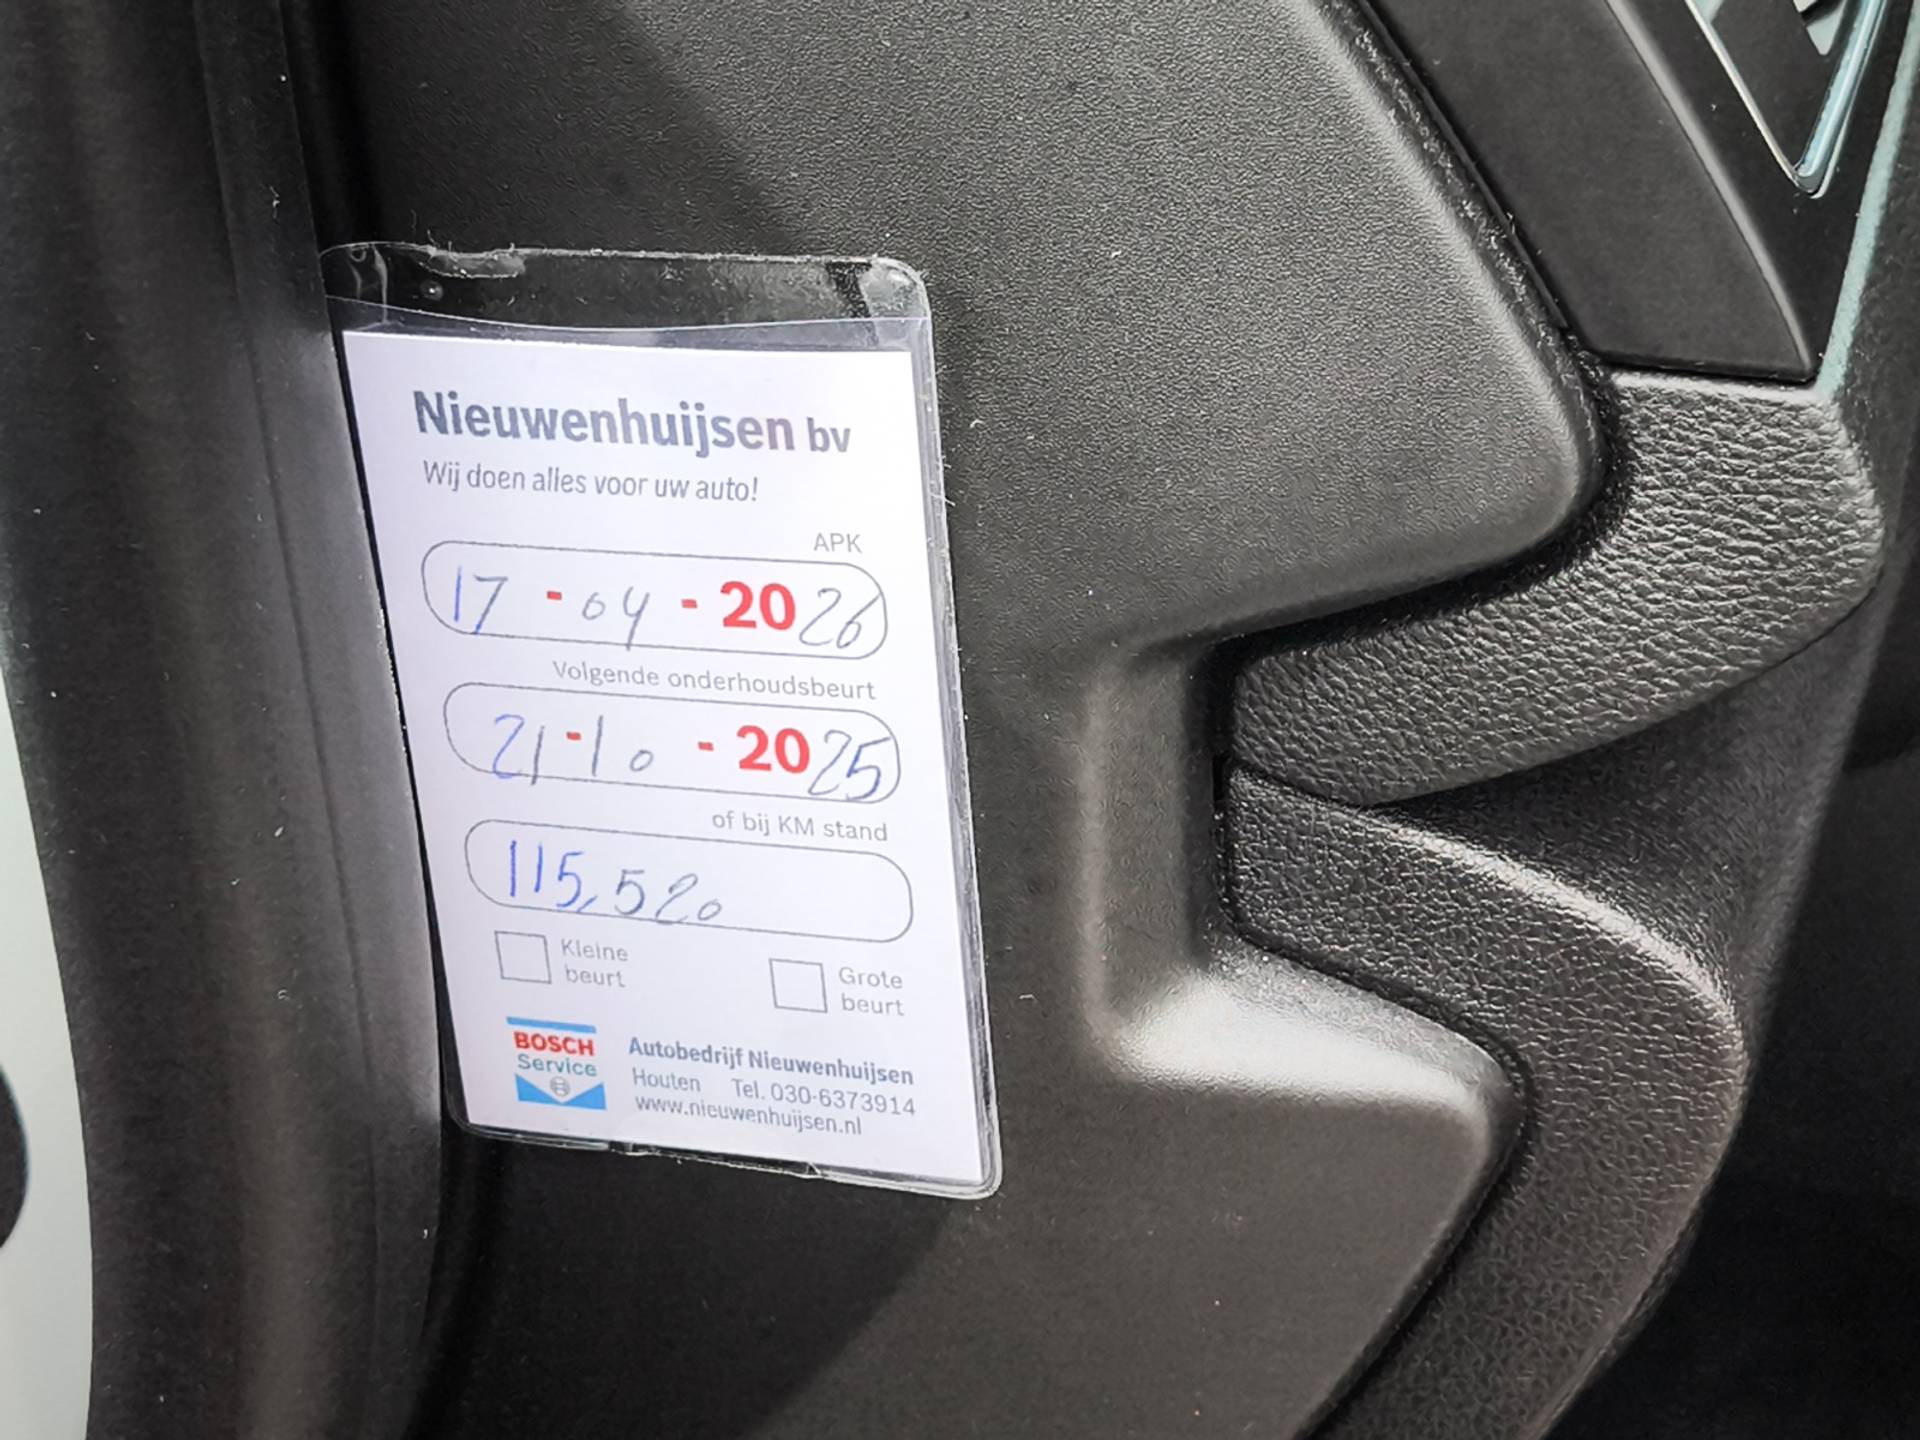 Nieuwenhuijsen bv
Wij doen alles voor uw auto!
APK
17 - 04 - 2026
Volgende onderhoudsbeurt
21 - 10 - 2025
of bij KM stand
115,520
Kleine
beurt
Grote
beurt
BOSCH
Service
Autobedrijf Nieuwenhuijsen
Houten Tel. 030-6373914
www.nieuwenhuijsen.nl